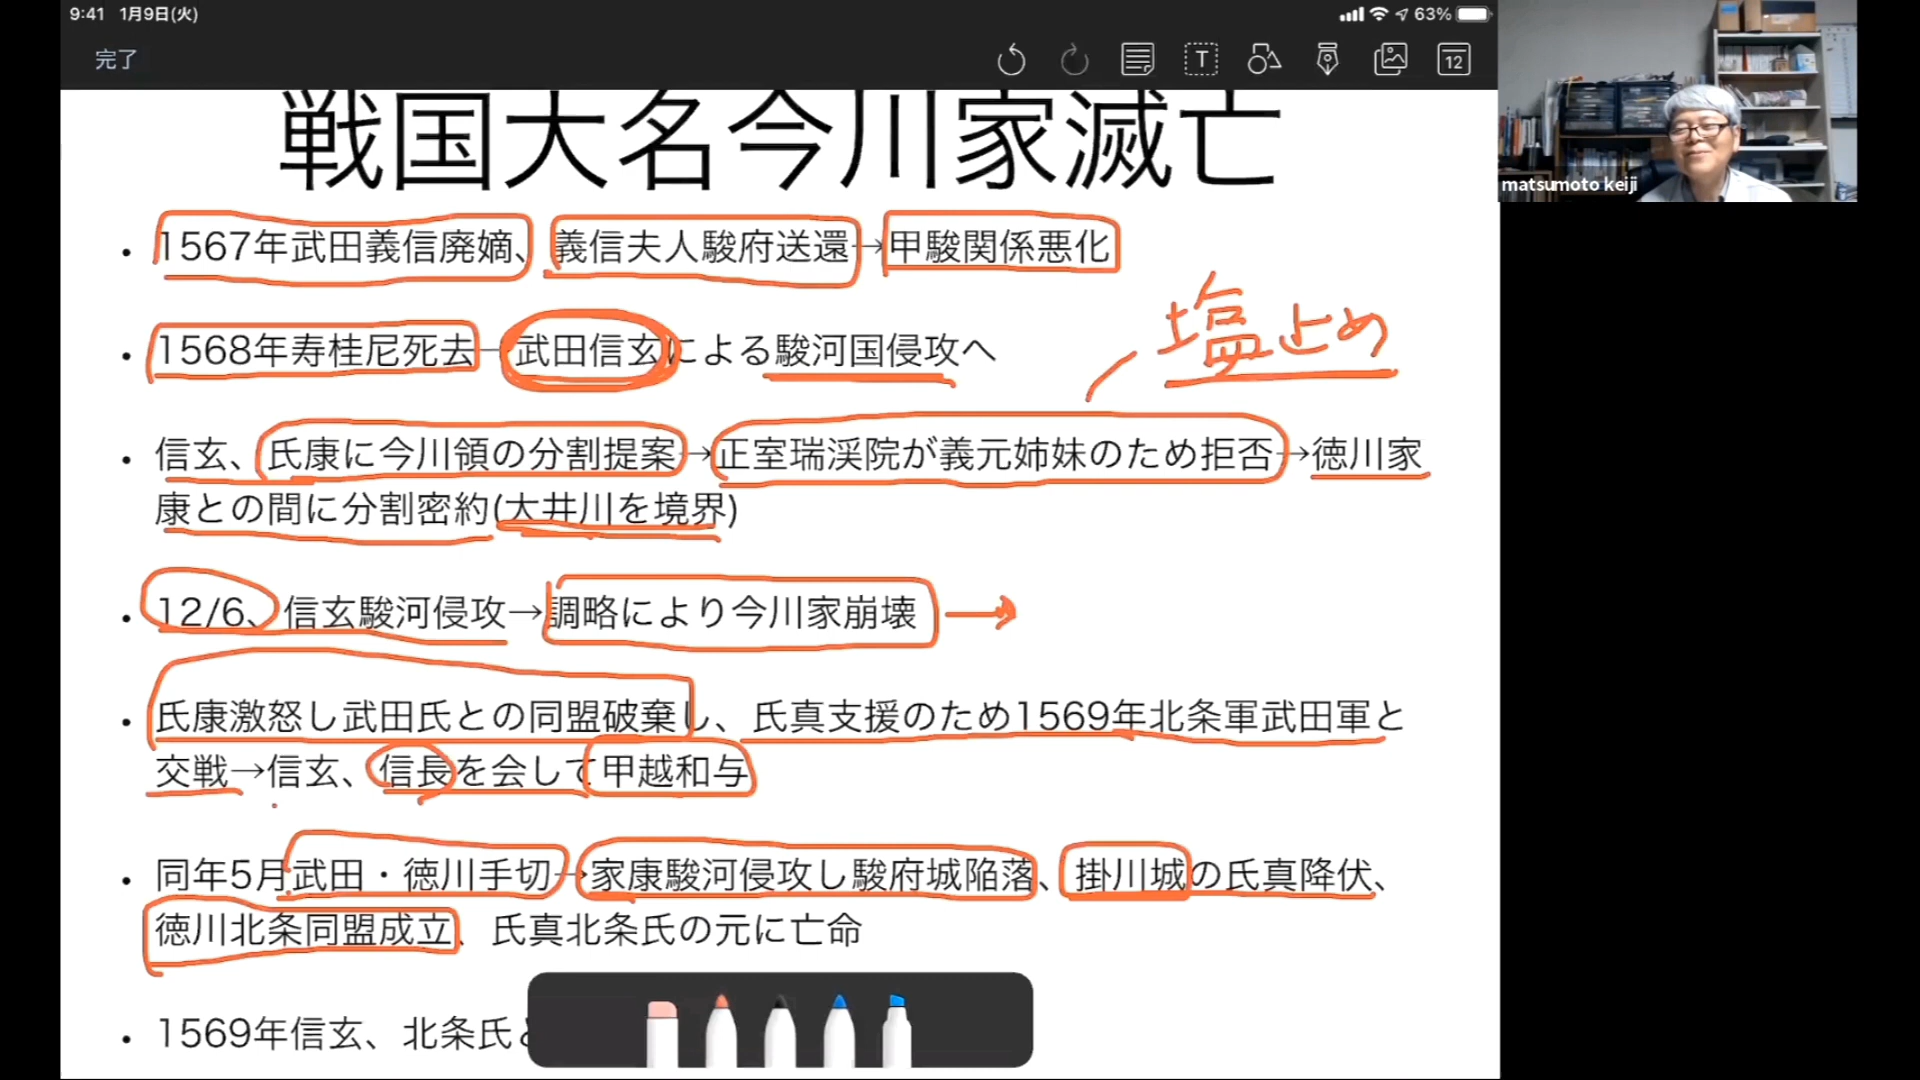 9:41 1月9日(火)
63%
完了
T
12
matsumoto keiji
戦国大名今川家滅亡
• 1567年武田義信廃嫡、義信夫人駿府送還→甲駿関係悪化
塩止め
• 1568年寿桂尼死去→武田信玄による駿河国侵攻へ
• 信玄、氏康に今川領の分割提案→正室瑞渓院が義元姉妹のため拒否→徳川家
康との間に分割密約(大井川を境界)
• 12/6、信玄駿河侵攻→調略により今川家崩壊→
• 氏康激怒し武田氏との同盟破棄し、氏真支援のため1569年北条軍武田軍と
交戦→信玄、信長を会して甲越和与
• 同年5月武田・徳川手切→家康駿河侵攻し駿府城陥落、掛川城の氏真降伏、
徳川北条同盟成立、氏真北条氏の元に亡命
• 1569年信玄、北条氏と